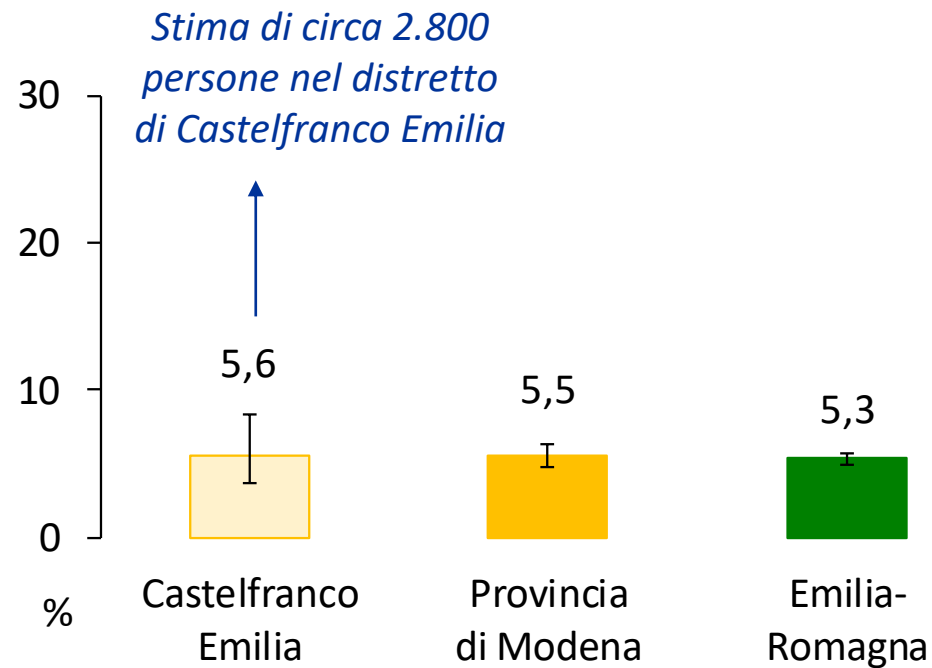 Stima di circa 2.800
persone nel distretto
di Castelfranco Emilia
30
20
10
0
%
5,6
5,5
5,3
Castelfranco
Emilia
Provincia
di Modena
Emilia-
Romagna